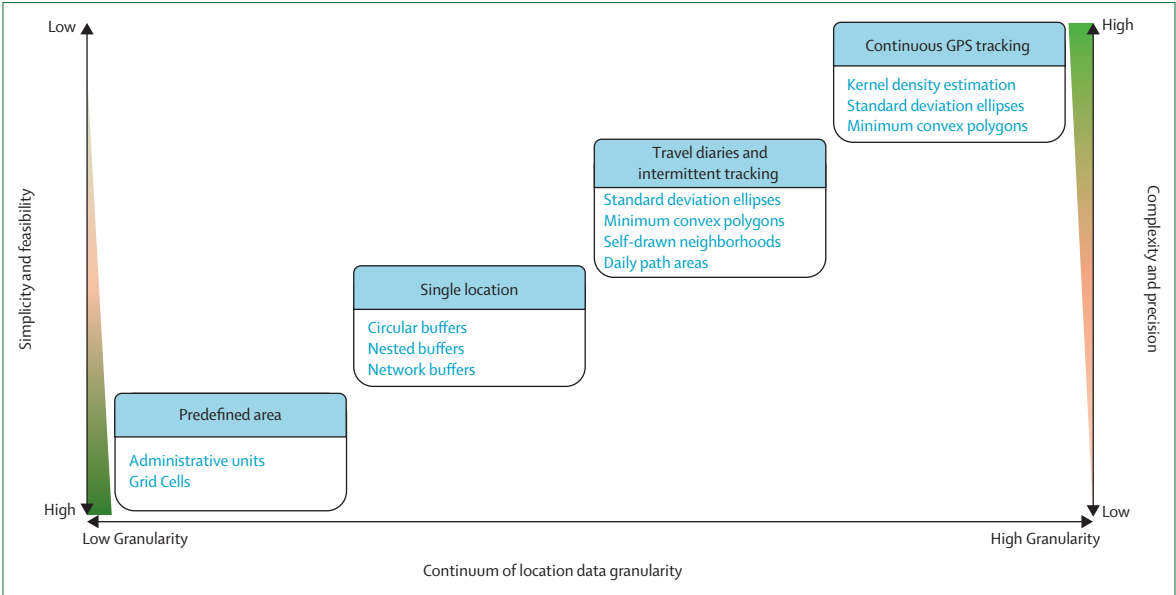 Low
High
Continuous GPS tracking
Kernel density estimation
Standard deviation ellipses
Minimum convex polygons
Travel diaries and
intermittent tracking
Standard deviation ellipses
Minimum convex polygons
Self-drawn neighborhoods
Daily path areas
Simplicity and feasibility
Complexity and precision
Single location
Circular buffers
Nested buffers
Network buffers
Predefined area
Administrative units
Grid Cells
High
Low
Low Granularity
High Granularity
Continuum of location data granularity